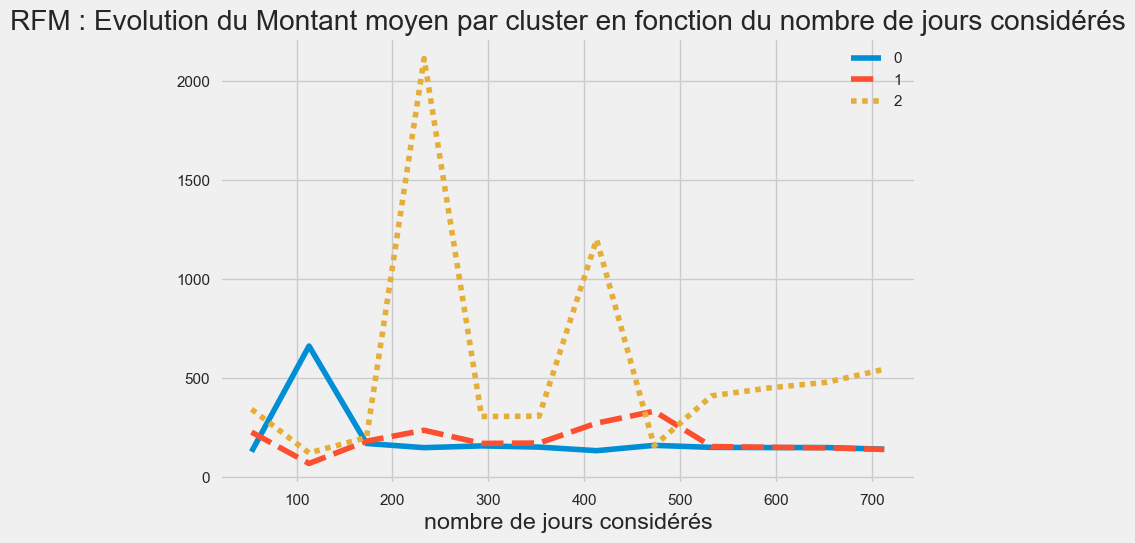 RFM : Evolution du Montant moyen par cluster en fonction du nombre de jours considérés
0
1
2
2000
1500
1000
500
0
100 200 300 400 500 600 700
nombre de jours considérés